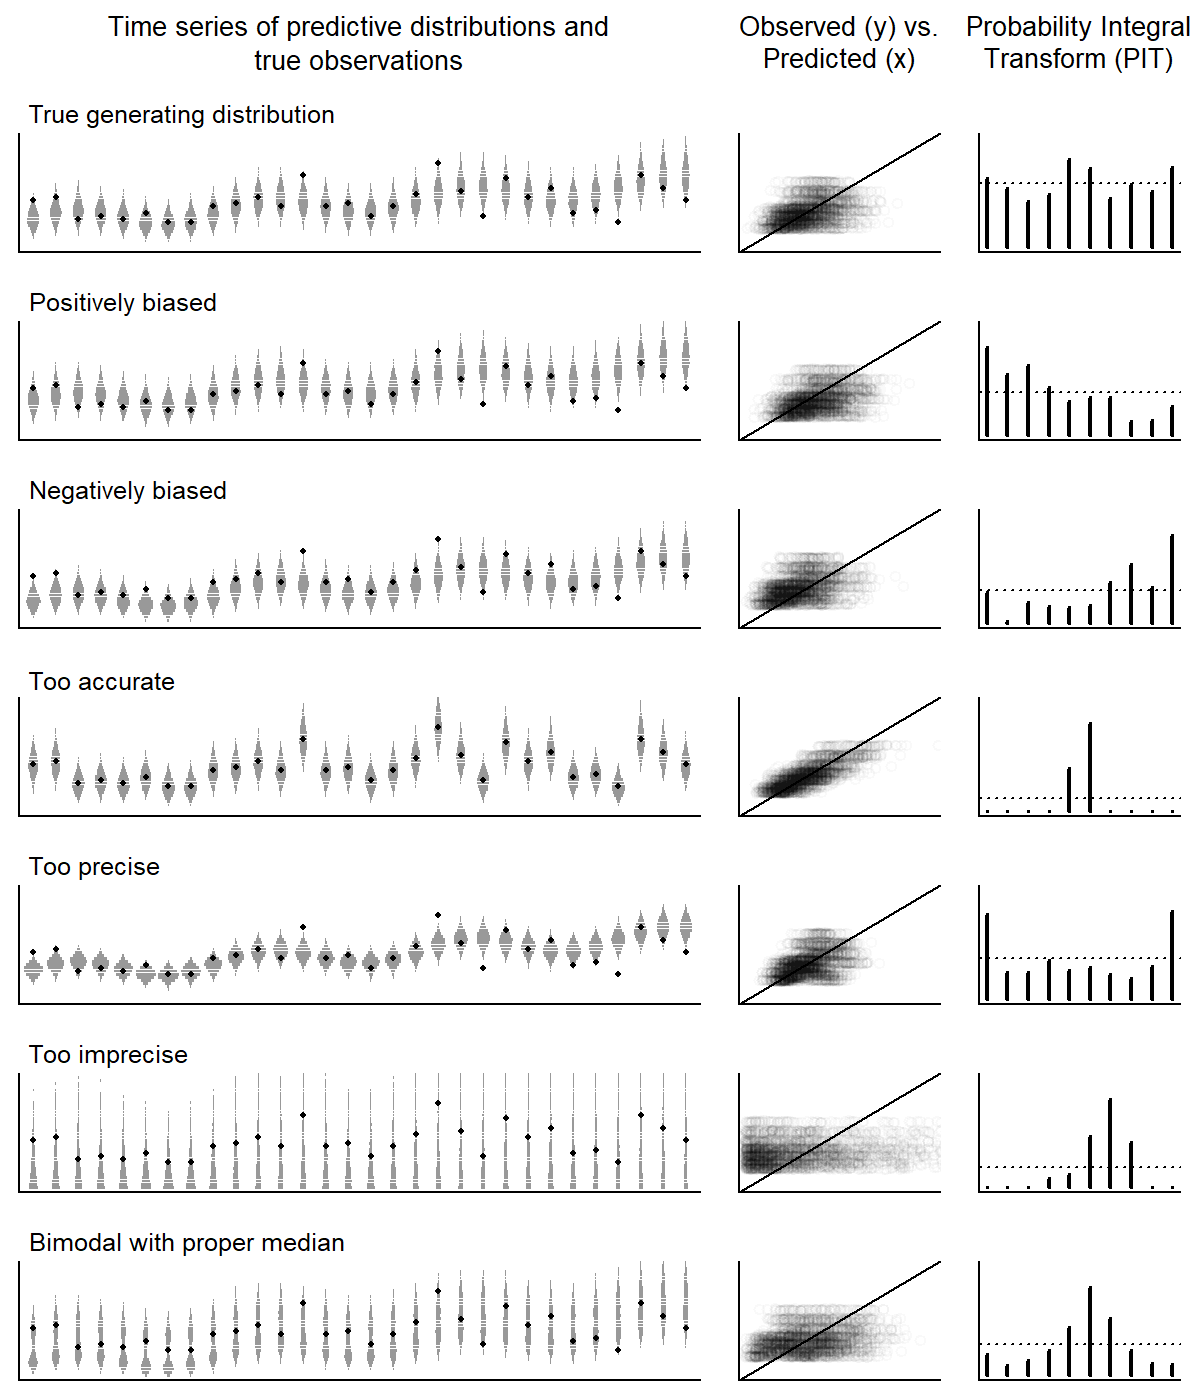 Time series of predictive distributions and
true observations
Observed (y) vs.
Predicted (x)
Probability Integral
Transform (PIT)
True generating distribution
Positively biased
Negatively biased
Too accurate
Too precise
Too imprecise
Bimodal with proper median